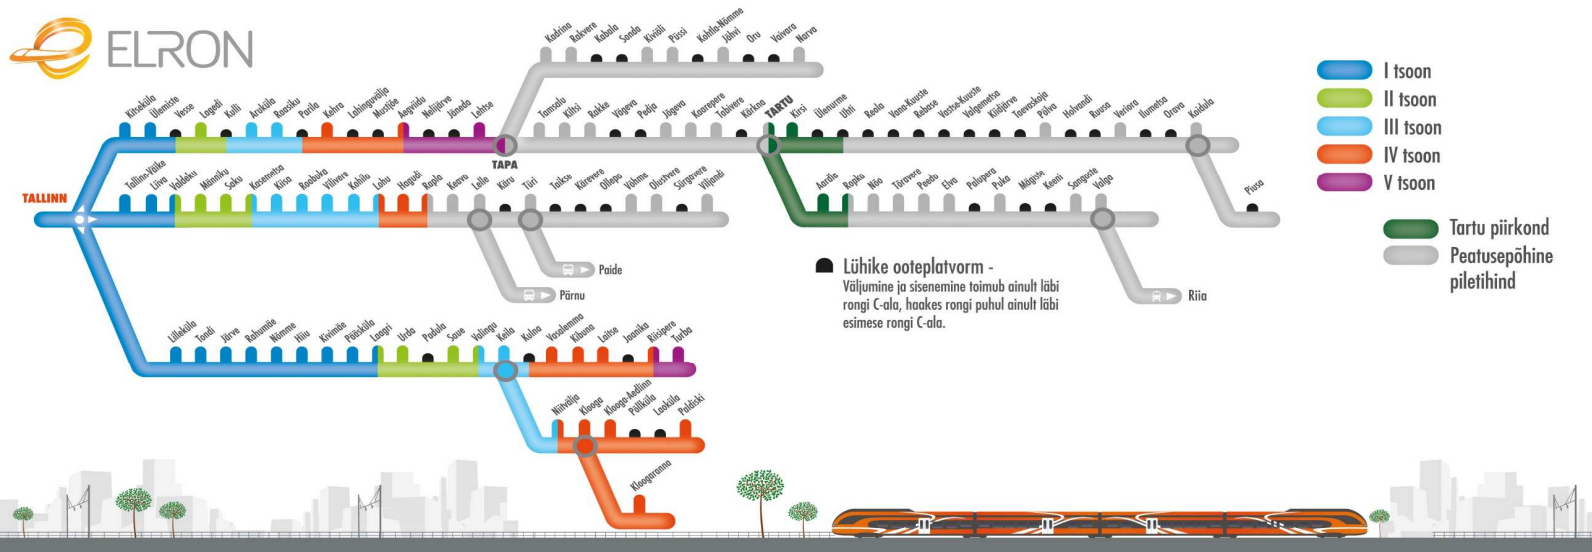 ELRON
Kadrina
Rakvere
Kabala
Sonda
Kiviõli
Püssi
Kohtla-Nõmme
Jõhvi
Oru
Vaivara
Narva
Kitseküla
Ülemiste
Vesse
Lagedi
Kulli
Aruküla
Raasiku
Parila
Kehra
Lahinguvälja
Mustjõe
Aegviidu
Nelijärve
Jäneda
Lehtse
TAPA
Tamsalu
Kiltsi
Rakke
Vägeva
Pedja
Jõgeva
Kaarepere
Tabivere
Kärkna
TARTU
Kirsi
Ülenurme
Uhti
Reola
Vana-Kuuste
Rebase
Vastse-Kuuste
Valgemetsa
Kiidjärve
Taevaskoja
Põlva
Holvandi
Ruusa
Veriora
Ilumetsa
Orava
Koidula
Piusa
TALLINN
Tallinn-Väike
Liiva
Valdeku
Männiku
Saku
Kasemetsa
Kiisa
Roobuka
Vilivere
Kohila
Lohu
Hagudi
Rapla
Keava
Lelle
Käru
Türi
Taikse
Kärevere
Ollepa
Võhma
Olustvere
Sürgavere
Viljandi
Paide
Pärnu
Aardla
Ropka
Nõo
Tõravere
Peedu
Elva
Palupera
Puka
Mägiste
Keeni
Sangaste
Valga
Riia
Lilleküla
Tondi
Järve
Rahumäe
Nõmme
Hiiu
Kivimäe
Pääsküla
Laagri
Urda
Padula
Saue
Valingu
Keila
Kulna
Vasalemma
Kibuna
Laitse
Jaanika
Riisipere
Turba
Niitvälja
Klooga
Klooga-Aedlinn
Põllküla
Laoküla
Paldiski
Kloogaranna
Lühike ooteplatvorm -
Väljumine ja sisenemine toimub ainult läbi
rongi C-ala, haakes rongi puhul ainult läbi
esimese rongi C-ala.
I tsoon
II tsoon
III tsoon
IV tsoon
V tsoon
Tartu piirkond
Peatusepõhine
piletihind